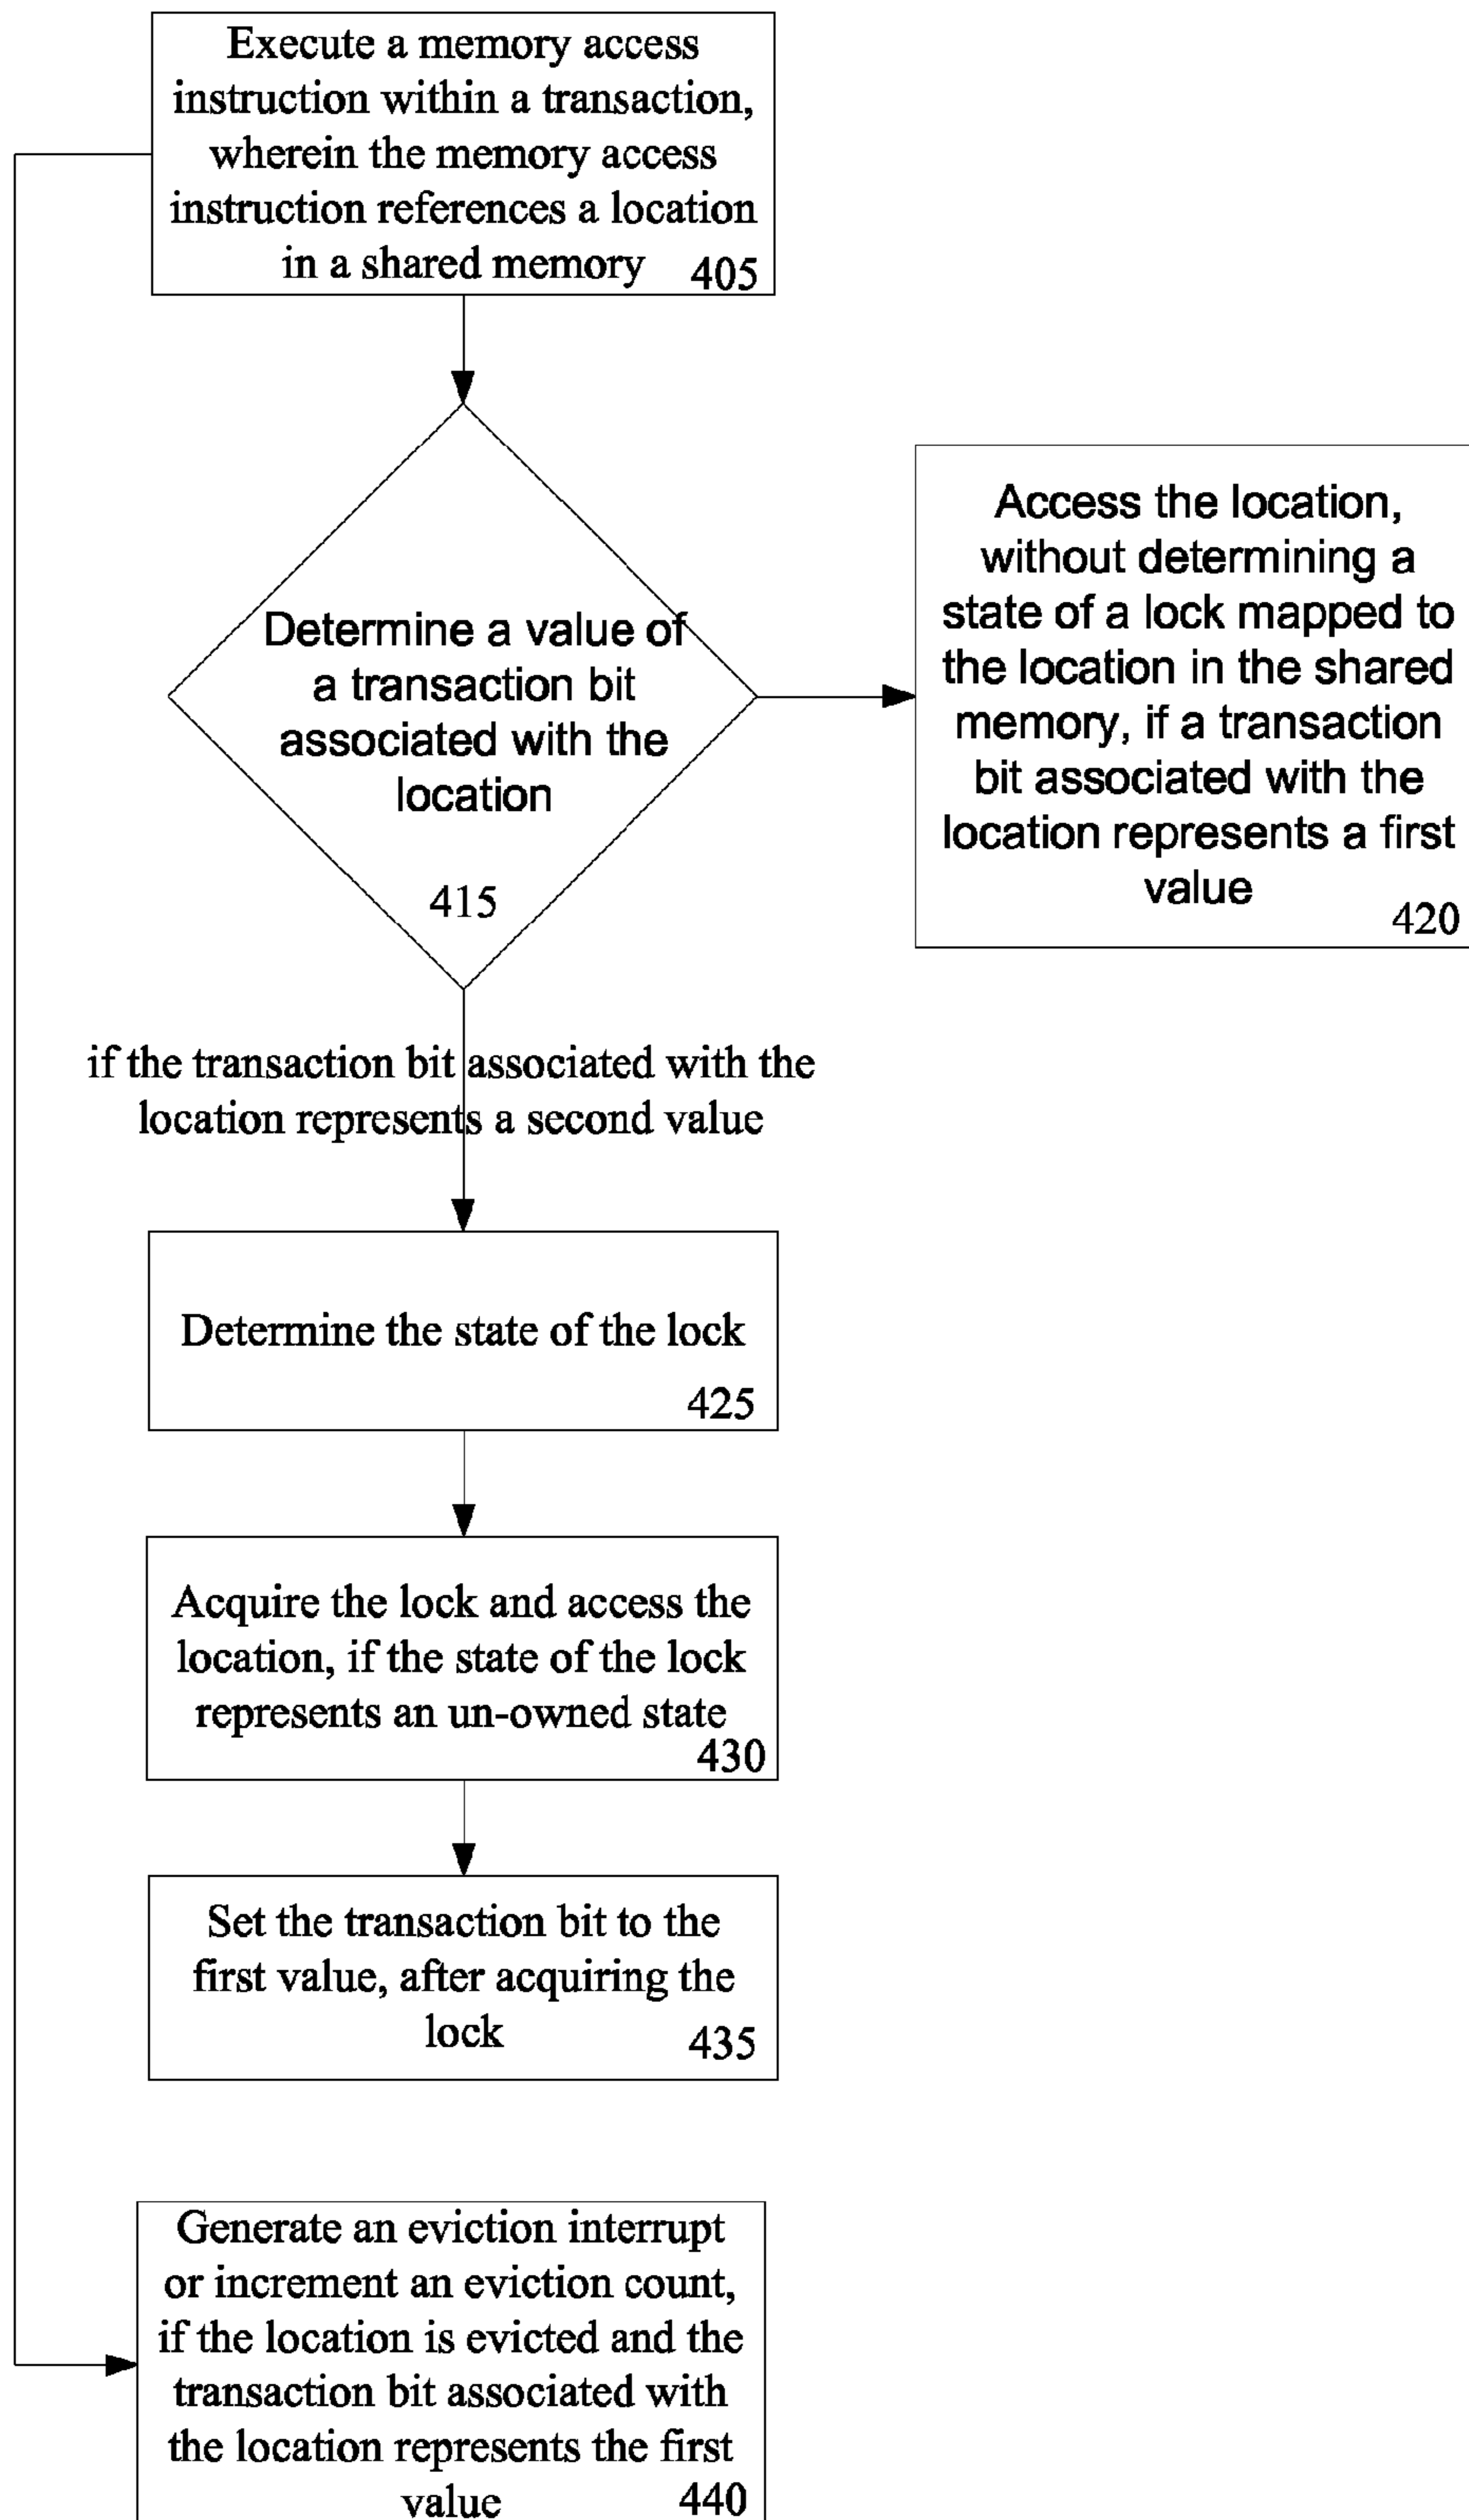 Execute a memory access
instruction within a transaction,
wherein the memory access
instruction references a location
in a shared memory 405
Determine a value of
a transaction bit
associated with the
location
415
Access the location,
without determining a
state of a lock mapped to
the location in the shared
memory, if a transaction
bit associated with the
location represents a first
value
420
if the transaction bit associated with the
location represents a second value
Determine the state of the lock
425
Acquire the lock and access the
location, if the state of the lock
represents an un-owned state
430
Set the transaction bit to the
first value, after acquiring the
lock 435
Generate an eviction interrupt
or increment an eviction count,
if the location is evicted and the
transaction bit associated with
the location represents the first
value 440